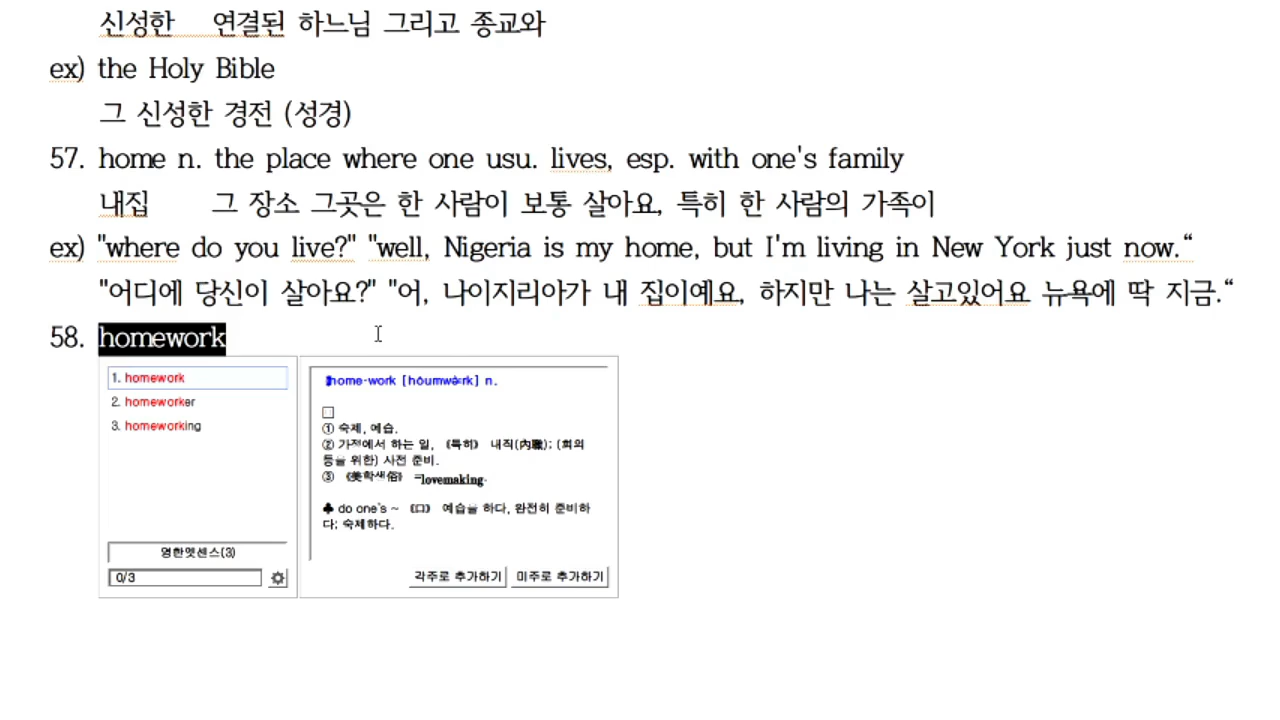 신성한 연결된 하느님 그리고 종교와
ex) the Holy Bible
그 신성한 경전 (성경)
57. home n. the place where one usu. lives, esp. with one's family
내집 그 장소 그곳은 한 사람이 보통 살아요, 특히 한 사람의 가족이
ex) "where do you live?" "well, Nigeria is my home, but I'm living in New York just now.“
"어디에 당신이 살아요?" "어, 나이지리아가 내 집이예요, 하지만 나는 살고있어요 뉴욕에 딱 지금.“
58. homework
1. homework
2. homeworker
3. homeworking
영한엣센스(3)
0/3
home·work [hóumwə̀ːrk] n.
① 숙제, 예습.
② 가정에서 하는 일, 《특히》 내직(內職); (회의
등을 위한) 사전 준비.
③ 《美학생俗》 =lovemaking.
♣ do one's ~ 《口》 예습을 하다, 완전히 준비하
다; 숙제하다.
각주로 추가하기 미주로 추가하기